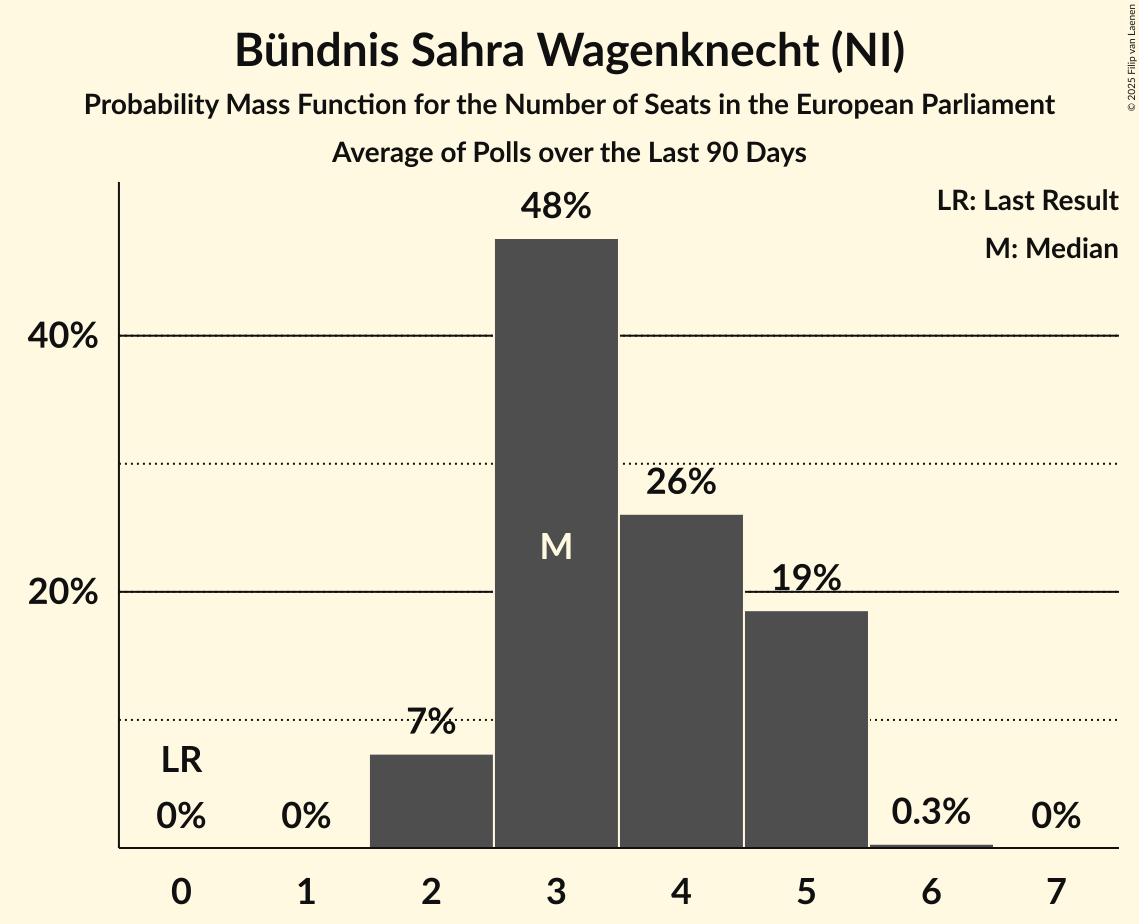 Bündnis Sahra Wagenknecht (NI)
Probability Mass Function for the Number of Seats in the European Parliament
Average of Polls over the Last 90 Days
© 2025 Filip van Laenen
LR: Last Result
M: Median
48%
40%
26%
M
20%
19%
7%
LR
0%
0%
0.3%
0%
0 1 2 3 4 5 6 7